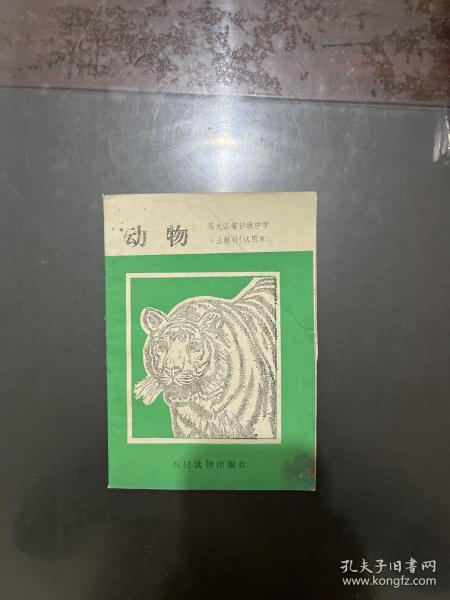 动物
黑龙江省初级中学
乡土教材(试用本)
农村读物出版社
孔夫子旧书网
www.kongfz.com